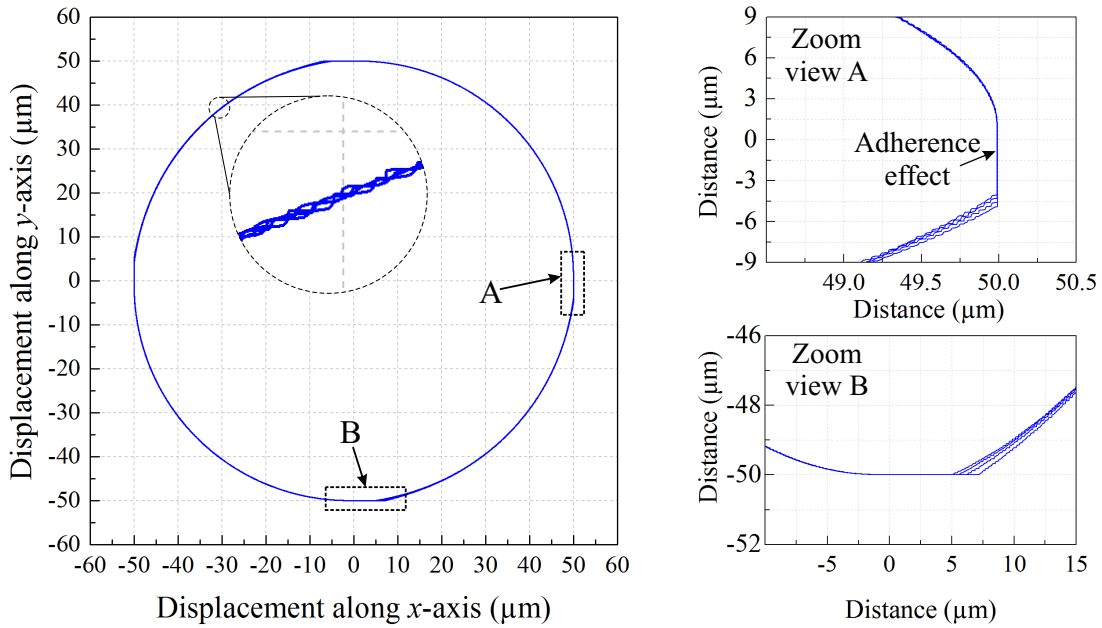 60
50
40
30
20
10
0
-10
-20
-30
-40
-50
-60
-60 -50 -40 -30 -20 -10 0 10 20 30 40 50 60
Displacement along y-axis (μm)
Displacement along x-axis (μm)
A
B
Zoom
view A
Adherence
effect
9
6
3
0
-3
-6
-9
49.0 49.5 50.0 50.5
Distance (μm)
Distance (μm)
Zoom
view B
-46
-48
-50
-52
-5 0 5 10 15
Distance (μm)
Distance (μm)